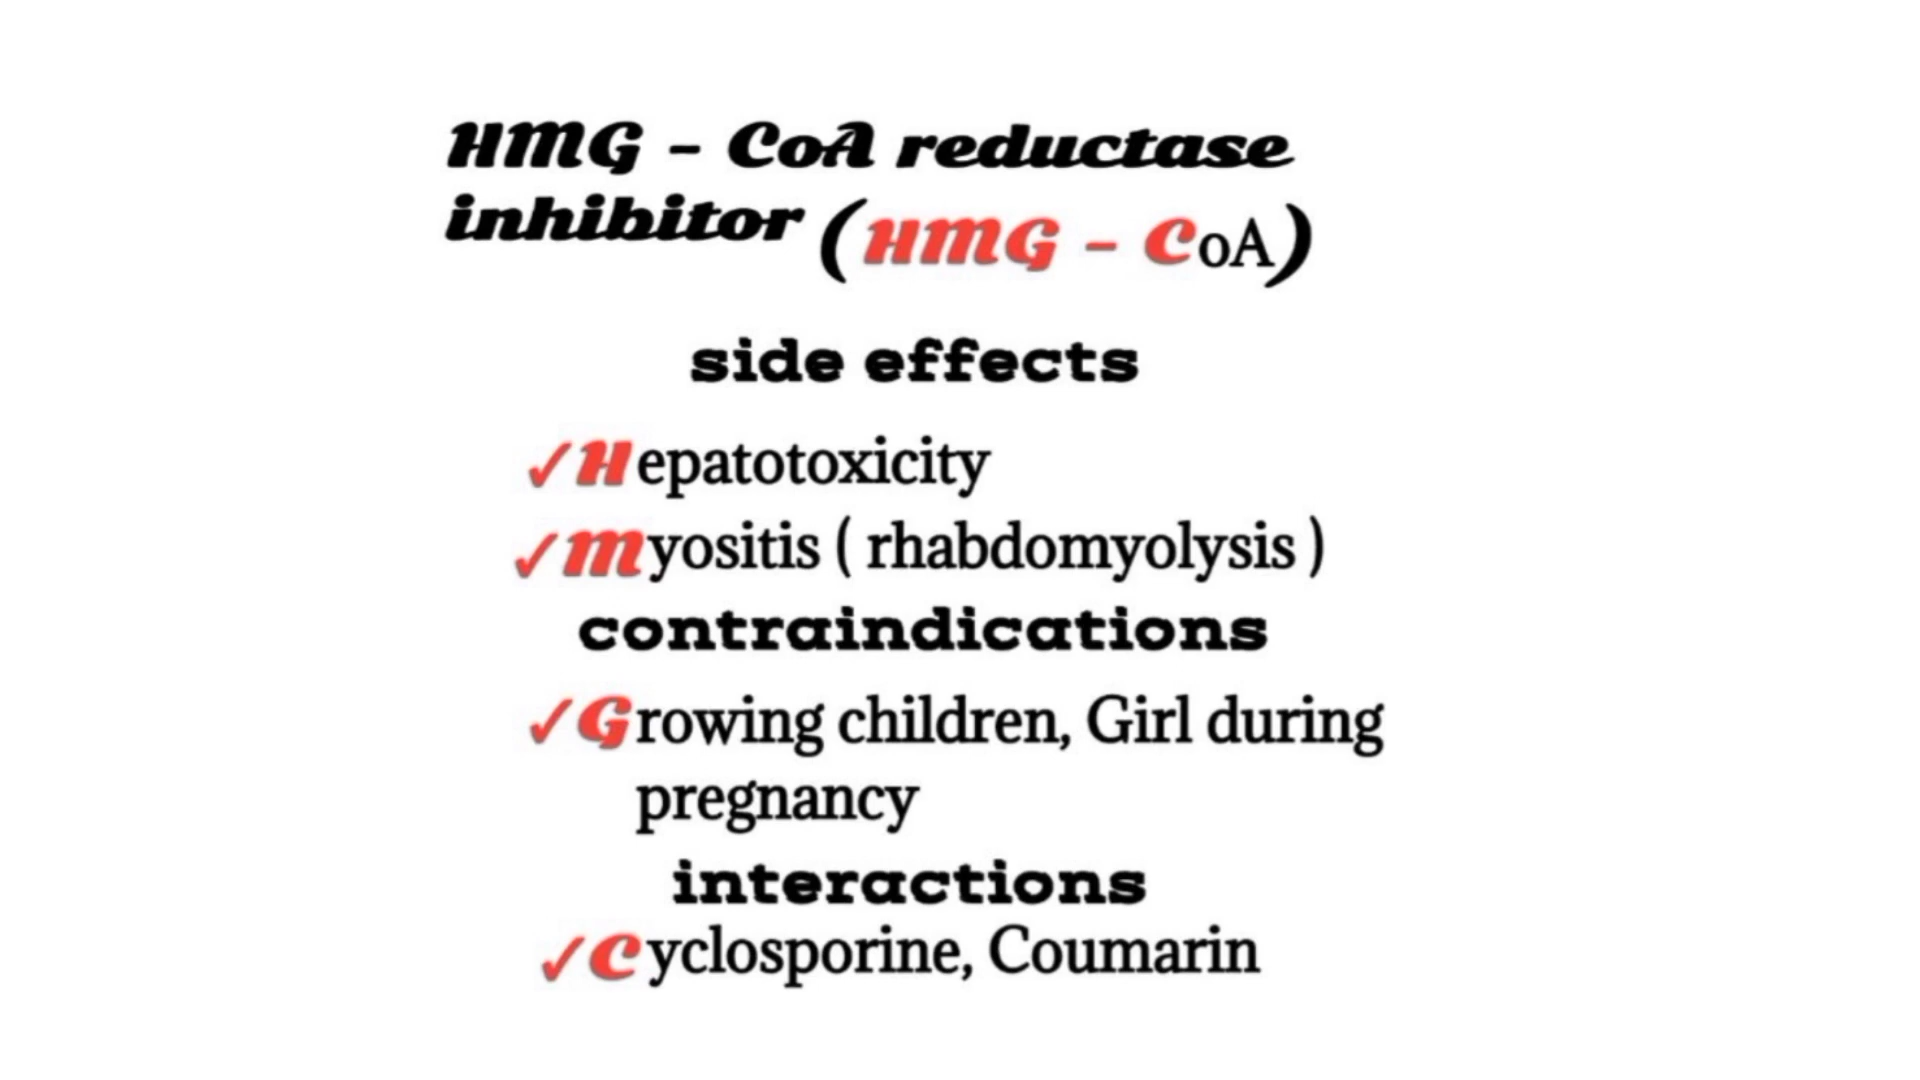 HMG - CoA reductase
inhibitor (HMG - CoA)
side effects
✓Hepatotoxicity
✓myositis ( rhabdomyolysis )
contraindications
✓Growing children, Girl during
pregnancy
interactions
✓Cyclosporine, Coumarin